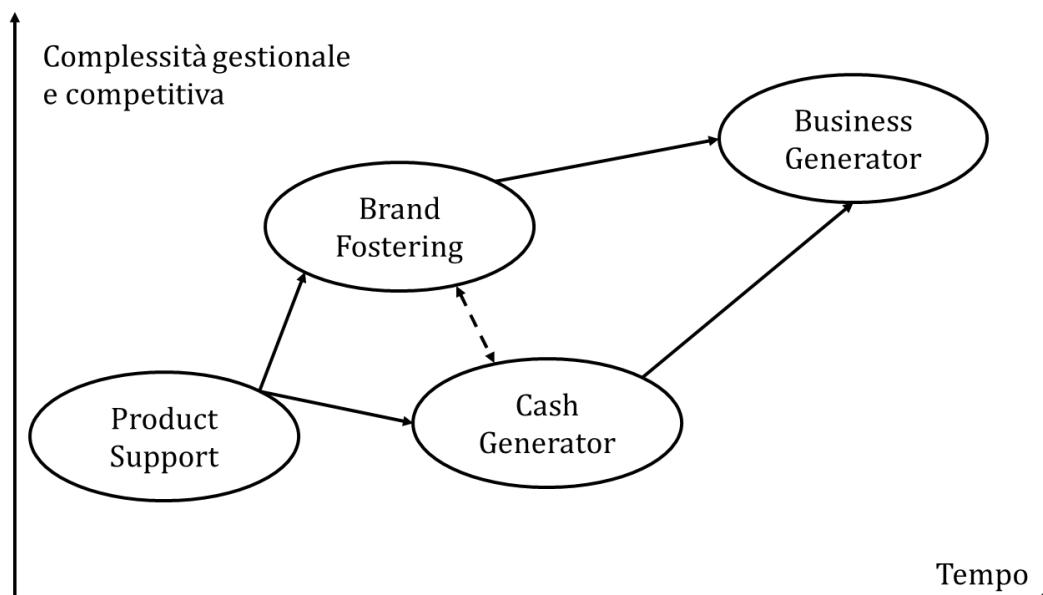 Complessità gestionale
e competitiva
Business
Generator
Brand
Fostering
Product
Support
Cash
Generator
Tempo